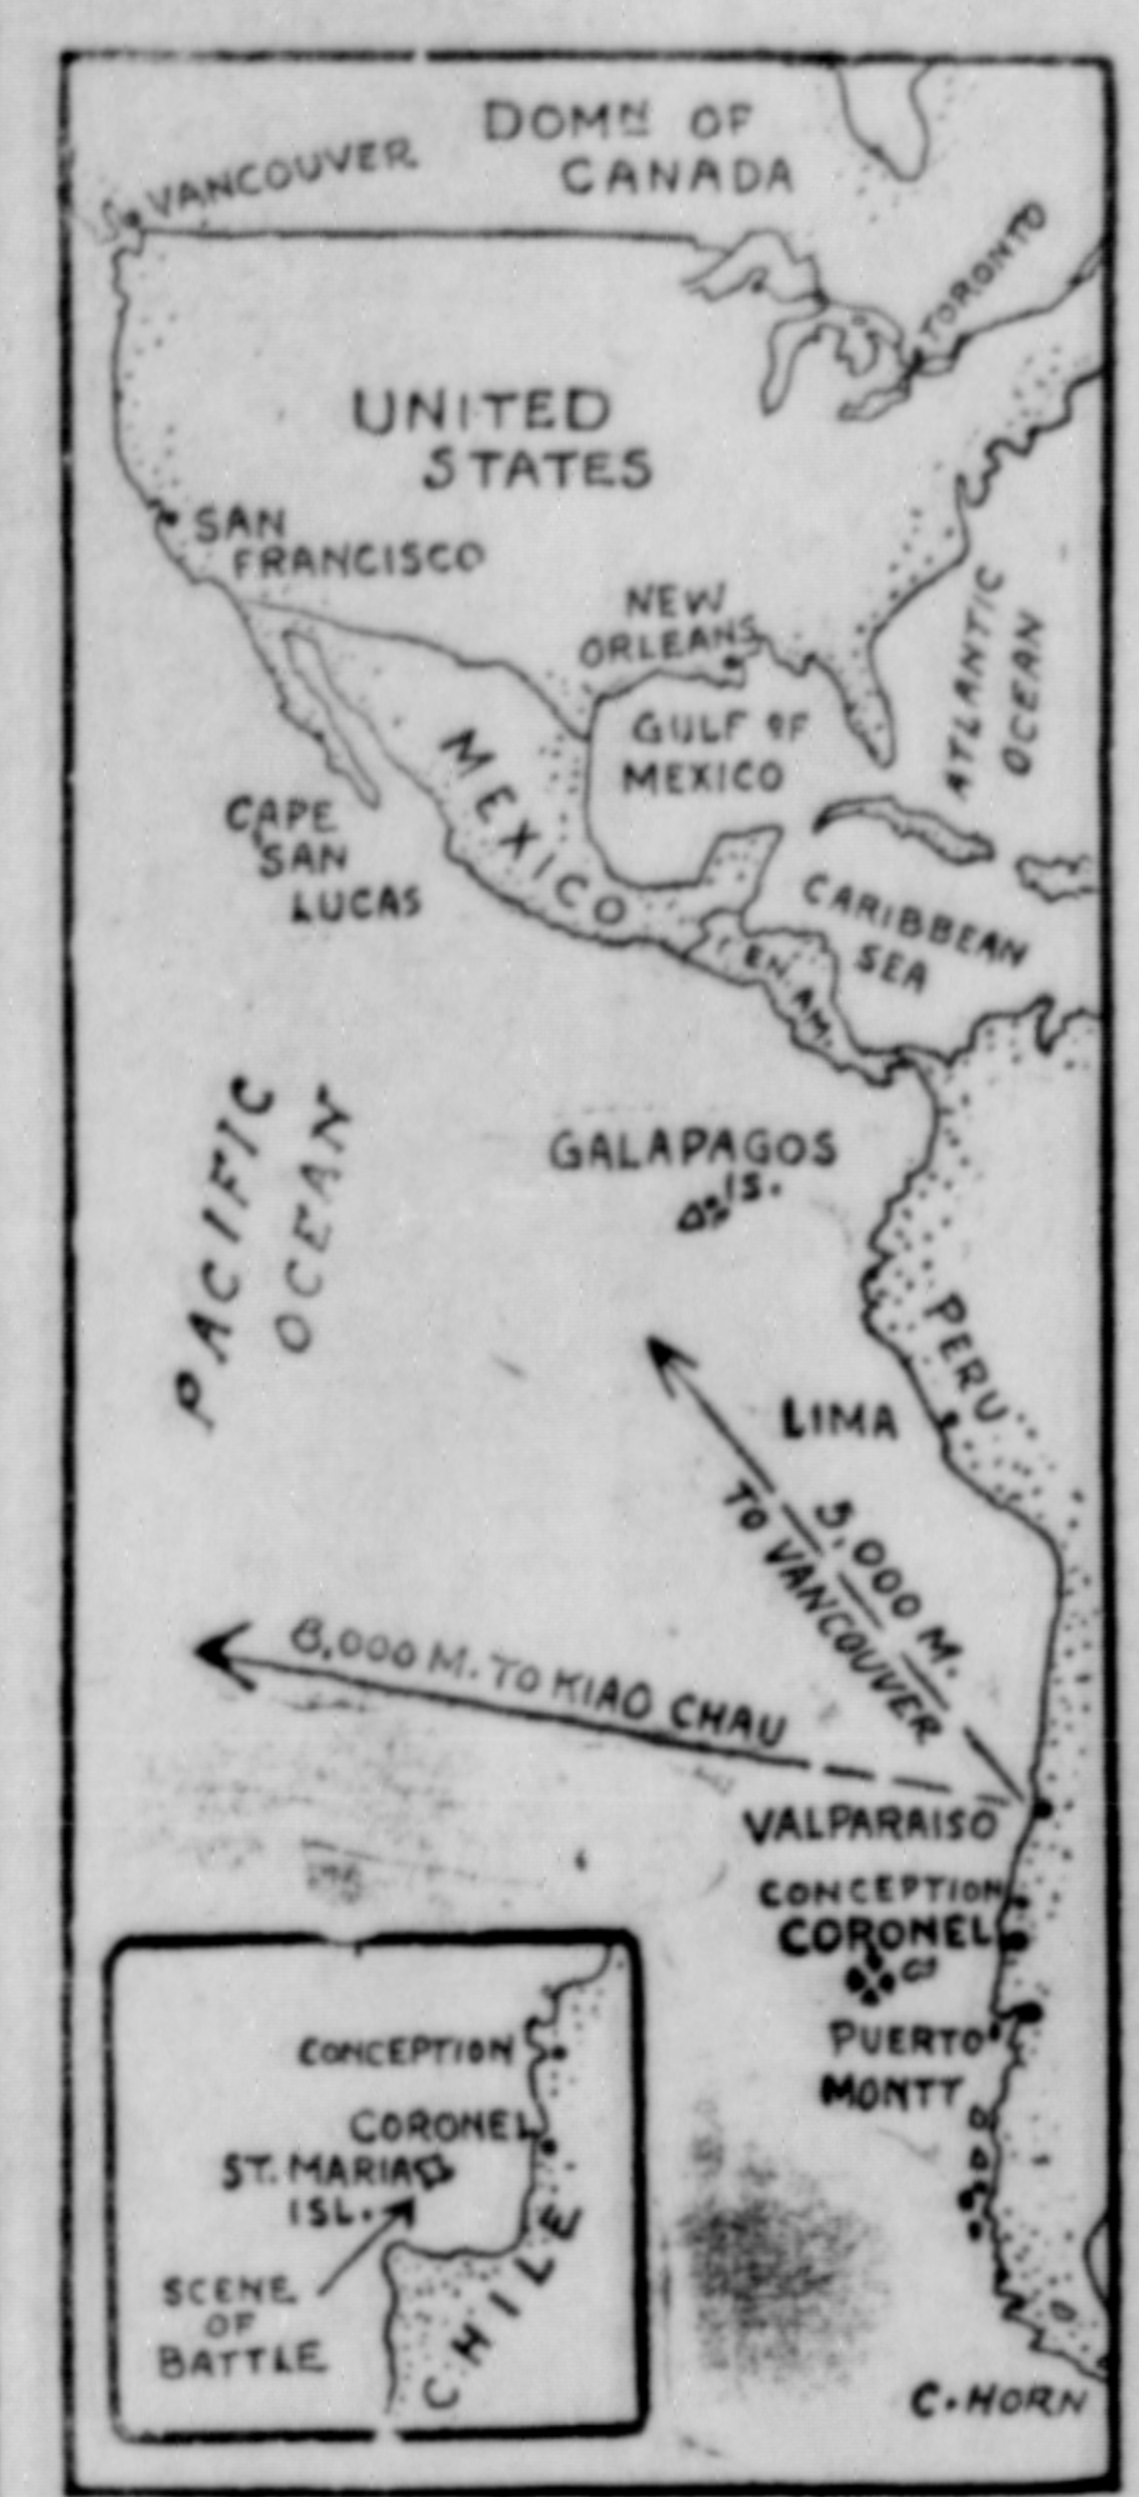 DOMN OF
CANADA
VANCOUVER
TORONTO
UNITED
STATES
SAN
FRANCISCO
NEW
ORLEANS
ATLANTIC
OCEAN
GULF OF
MEXICO
MEXICO
CAPE
SAN
LUCAS
CARIBBEAN
SEA
CEN. AM.
PACIFIC
OCEAN
GALAPAGOS
IS.
PERU
LIMA
5,000 M.
TO VANCOUVER
8,000 M. TO KIAO CHAU
VALPARAISO
CONCEPTION
CORONEL
PUERTO
MONTT
C. HORN
CONCEPTION
CORONEL
ST. MARIA
ISL.
SCENE
OF
BATTLE
CHILE